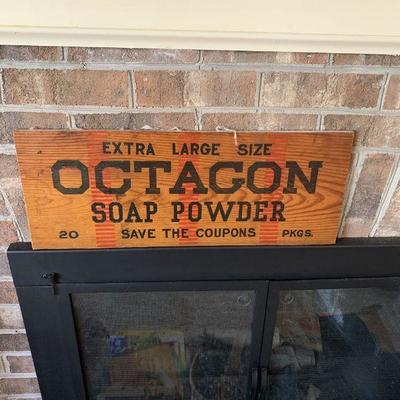 EXTRA LARGE SIZE
OCTAGON
SOAP POWDER
20 SAVE THE COUPONS PKGS.